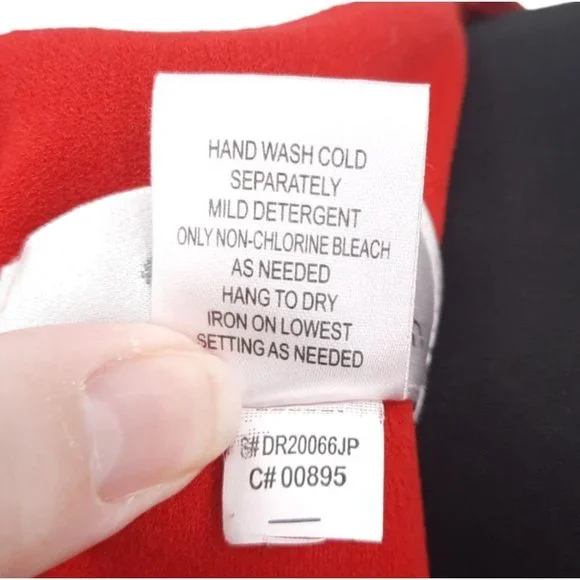 HAND WASH COLD
SEPARATELY
MILD DETERGENT
ONLY NON-CHLORINE BLEACH
AS NEEDED
HANG TO DRY
IRON ON LOWEST
SETTING AS NEEDED
S# DR20066JP
C# 00895